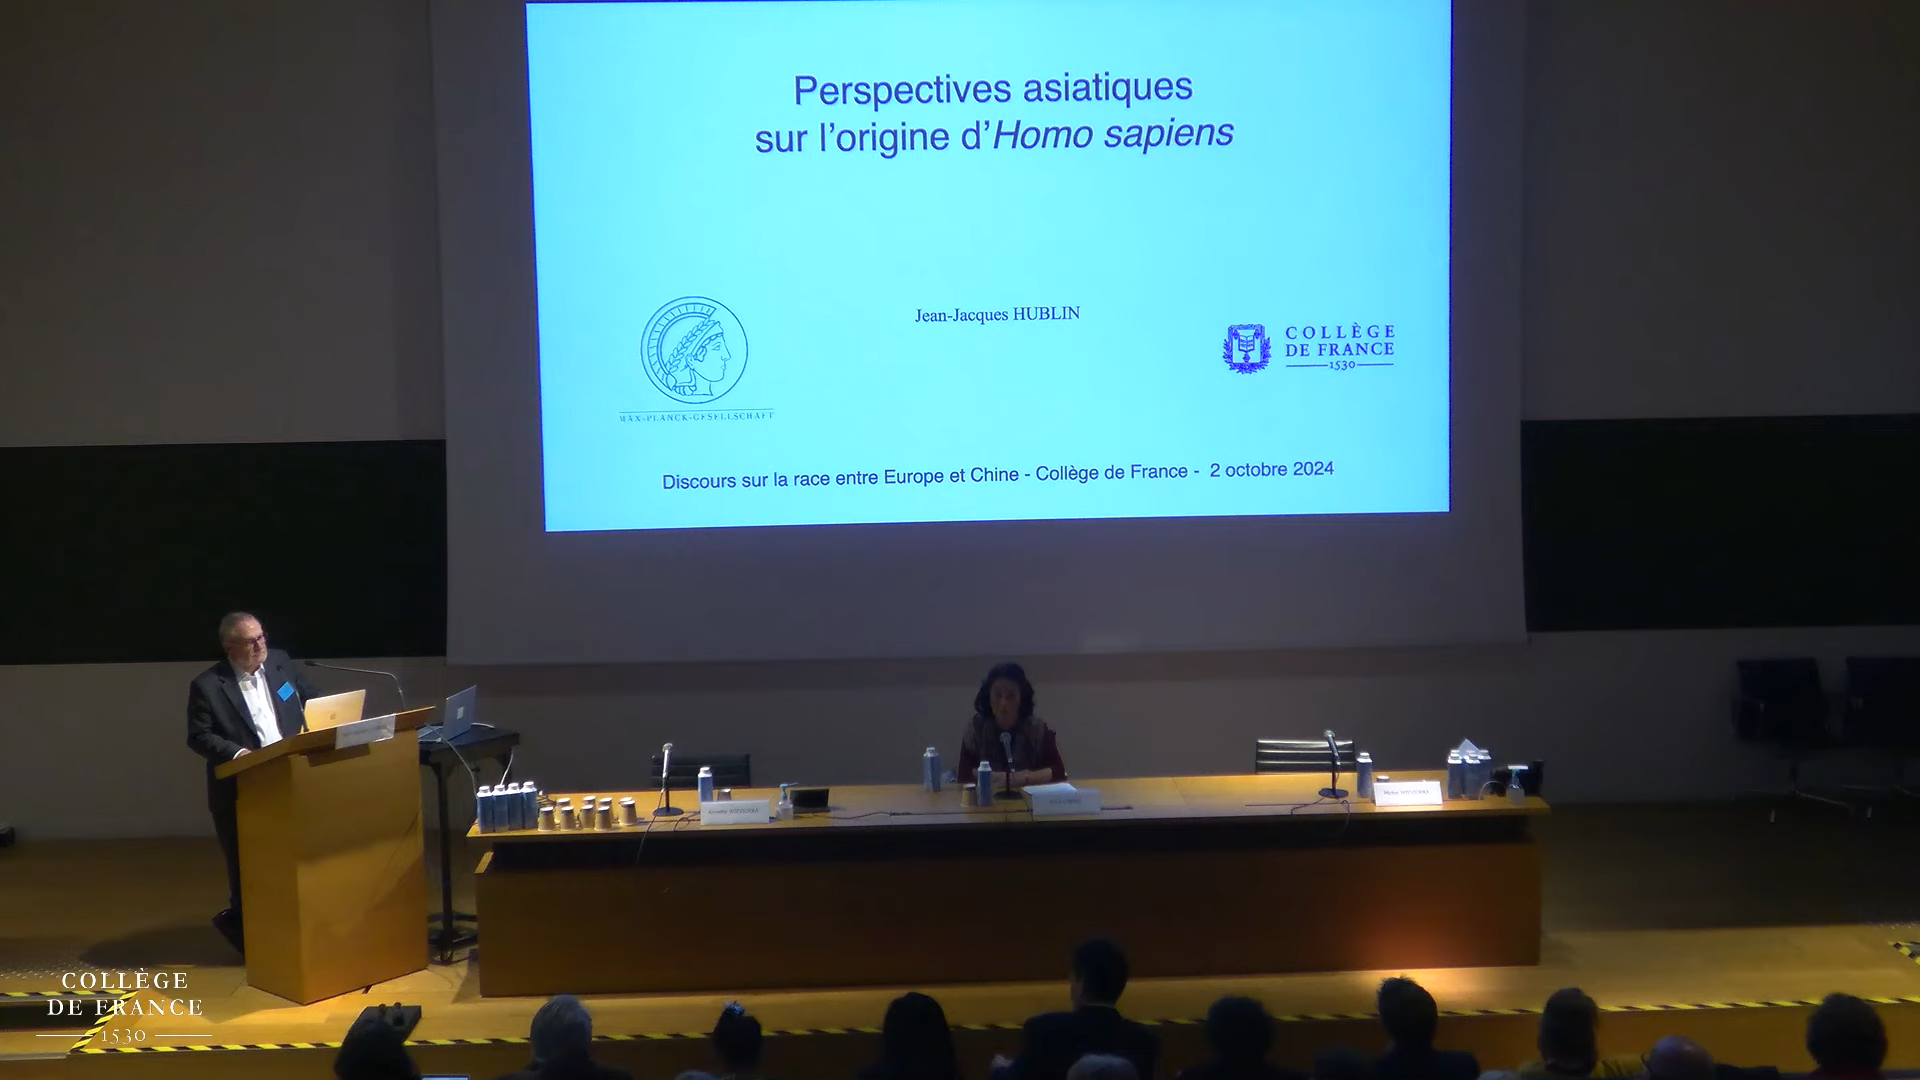 Perspectives asiatiques
sur l'origine d'Homo sapiens
Jean-Jacques HUBLIN
MAX-PLANCK-GESELLSCHAFT
COLLÈGE
DE FRANCE
1530
Discours sur la race entre Europe et Chine - Collège de France - 2 octobre 2024
COLLÈGE
DE FRANCE
1530